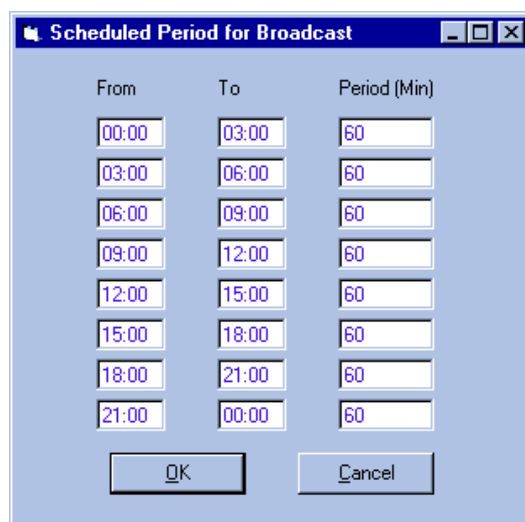 Scheduled Period for Broadcast
From To Period (Min)
00:00 03:00 60
03:00 06:00 60
06:00 09:00 60
09:00 12:00 60
12:00 15:00 60
15:00 18:00 60
18:00 21:00 60
21:00 00:00 60
OK Cancel